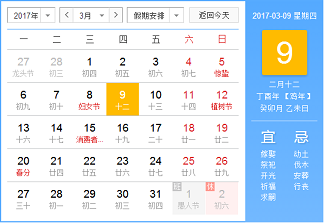 2017年 3月 假期安排 返回今天
一 二 三 四 五 六 日
27 28 1 2 3 4 5
龙头节 初三 初四 初五 初六 初七 惊蛰
6 7 8 9 10 11 12
初九 初十 妇女节 十二 十三 十四 植树节
13 14 15 16 17 18 19
十六 十七 消费者... 十九 二十 廿一 廿二
20 21 22 23 24 25 26
春分 廿四 廿五 廿六 廿七 廿八 廿九
27 28 29 30 31 休 1 休 2
三十 初一 初二 初三 初四 愚人节 初六
2017-03-09 星期四
9
二月十二
丁酉年【鸡年】
癸卯月 乙未日
宜 忌
嫁娶 动土
祭祀 伐木
开光 安葬
祈福 行丧
求嗣